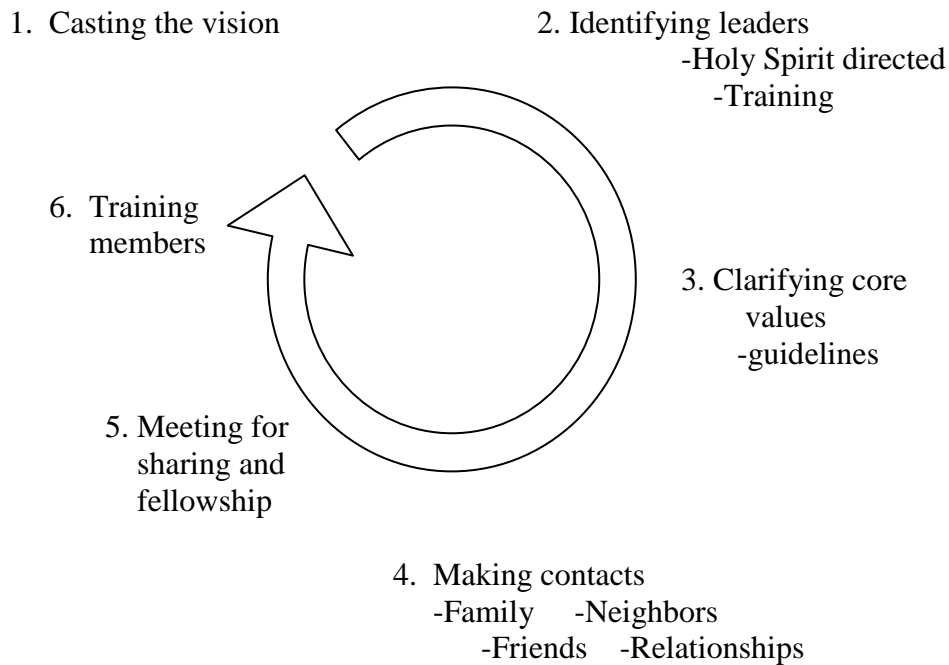 1. Casting the vision
2. Identifying leaders
-Holy Spirit directed
-Training
3. Clarifying core
values
-guidelines
4. Making contacts
-Family -Neighbors
-Friends -Relationships
5. Meeting for
sharing and
fellowship
6. Training
members